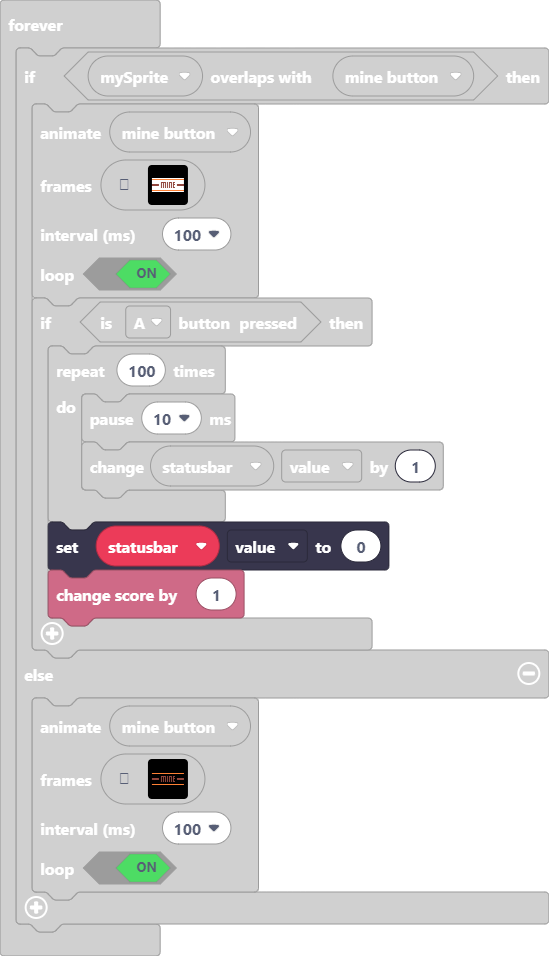 forever
if mySprite overlaps with mine button then
animate mine button
frames MINE
interval (ms) 100
loop ON
if is A button pressed then
repeat 100 times
do
pause 10 ms
change statusbar value by 1
set statusbar value to 0
change score by 1
else
animate mine button
frames MINE
interval (ms) 100
loop ON